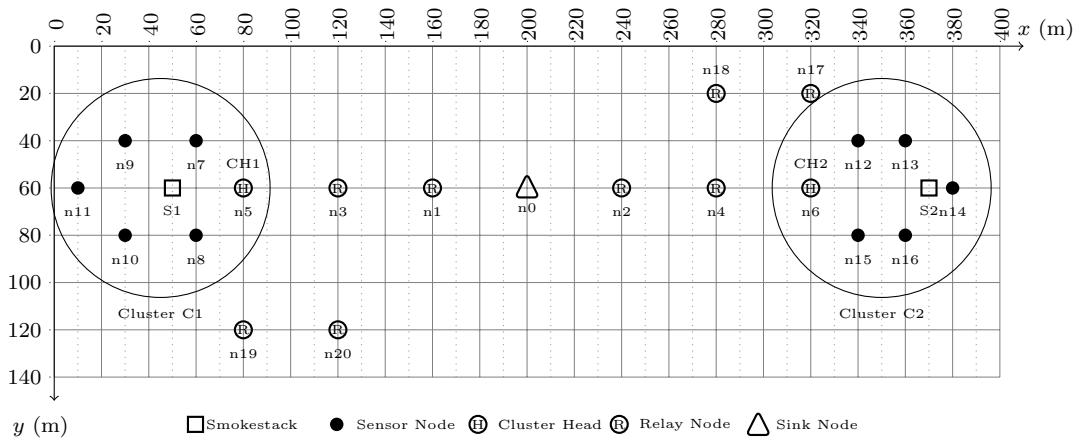 0 20 40 60 80 100 120 140 160 180 200 220 240 260 280 300 320 340 360 380 400 x (m)
0
n18 n17
20 R R
40
n9 n7 CH1 CH2 n12 n13
60 H R R R R H
n11 S1 n5 n3 n1 n0 n2 n4 n6 S2 n14
80
n10 n8 n15 n16
100
Cluster C1 Cluster C2
120 R R
n19 n20
140
y (m)
Smokestack Sensor Node H Cluster Head R Relay Node Sink Node